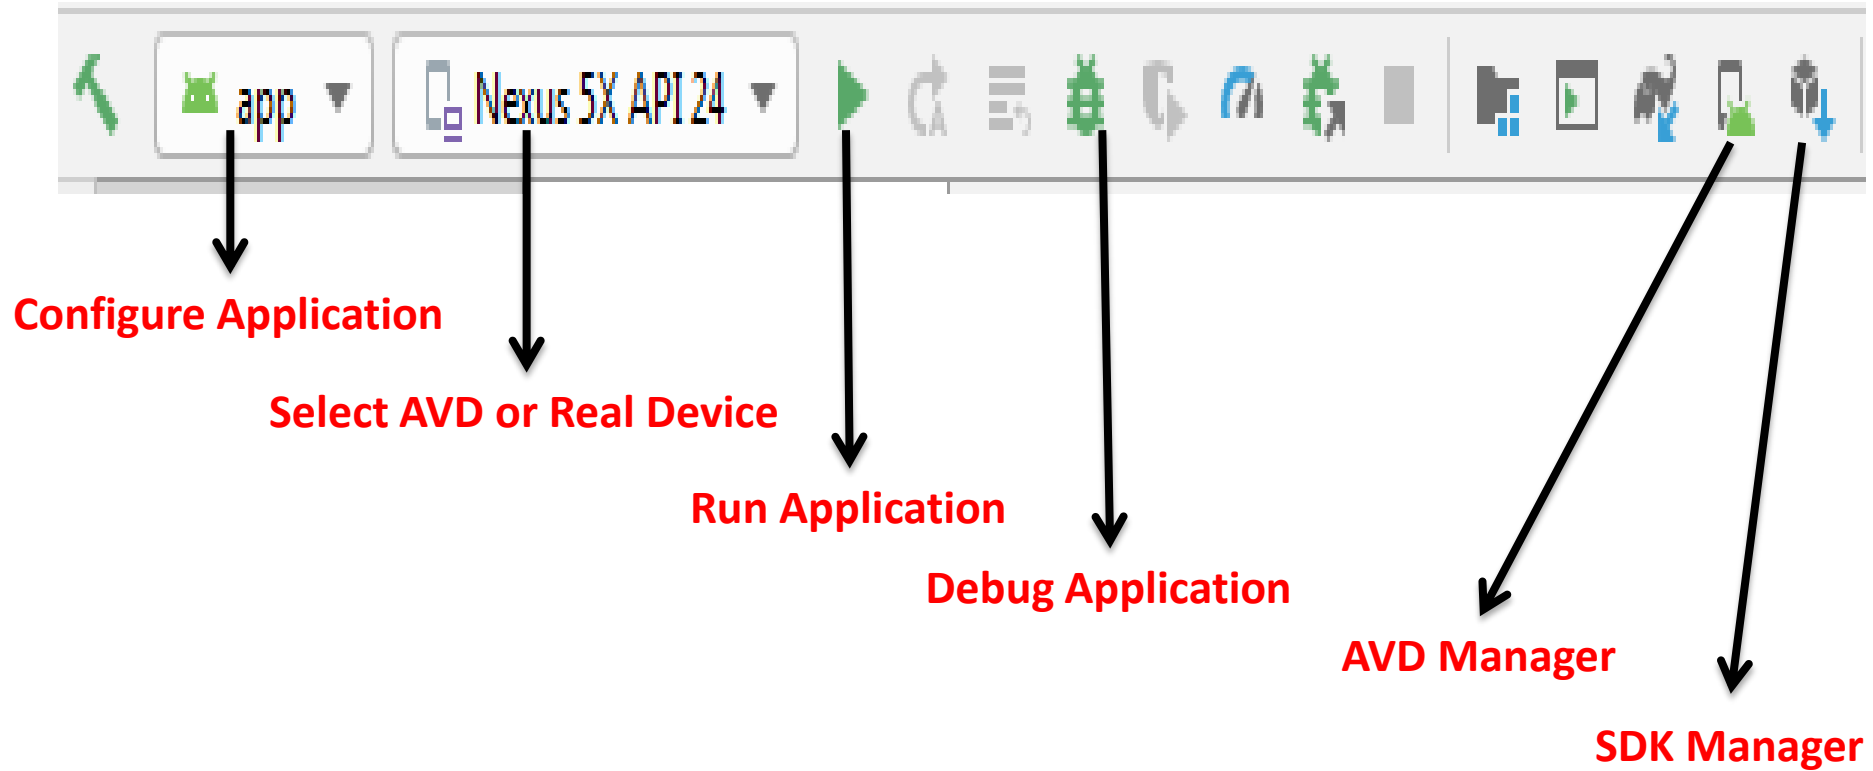 app
Nexus 5X API 24
Configure Application
Select AVD or Real Device
Run Application
Debug Application
AVD Manager
SDK Manager